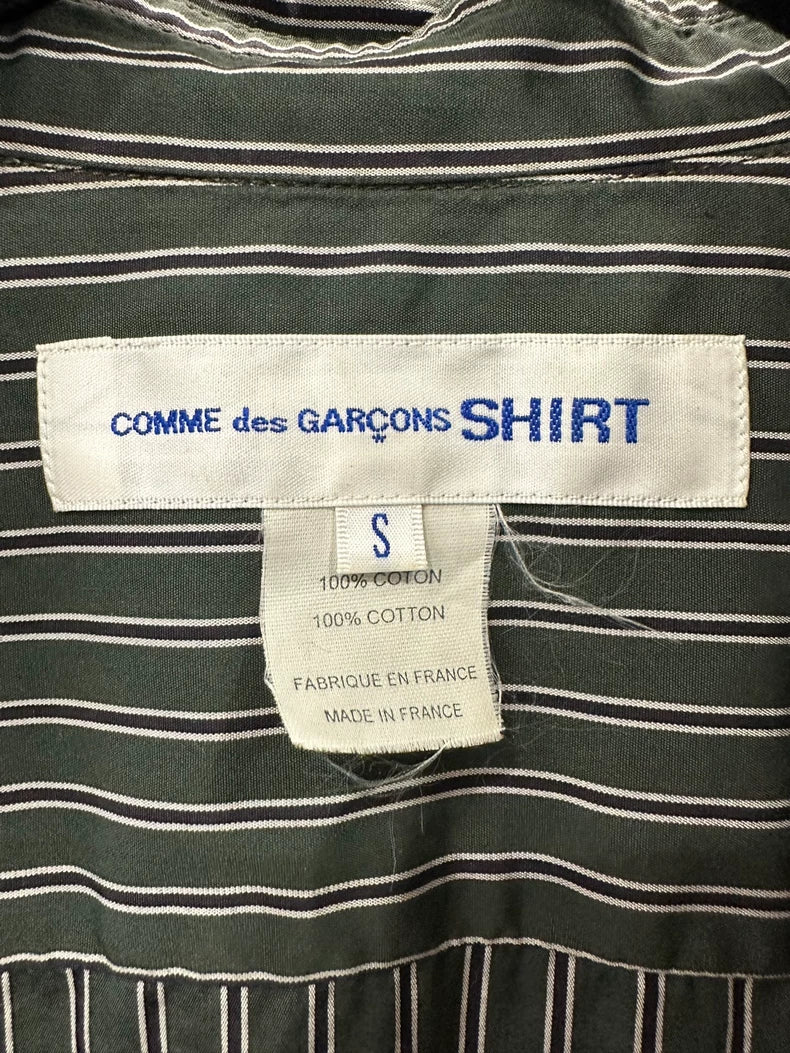 COMME des GARÇONS SHIRT
S
100% COTON
100% COTTON
FABRIQUE EN FRANCE
MADE IN FRANCE